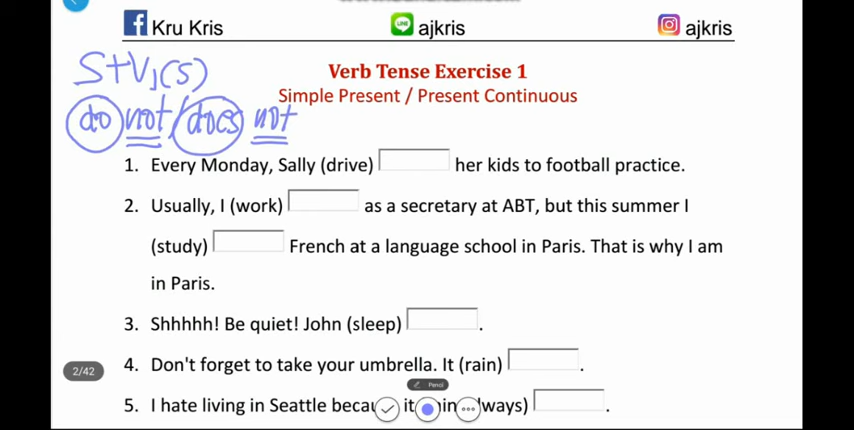 Kru Kris ajkris ajkris
S+V1(s)
do not/does not
Verb Tense Exercise 1
Simple Present / Present Continuous
1. Every Monday, Sally (drive) her kids to football practice.
2. Usually, I (work) as a secretary at ABT, but this summer I
(study) French at a language school in Paris. That is why I am
in Paris.
3. Shhhhh! Be quiet! John (sleep) .
4. Don't forget to take your umbrella. It (rain) .
2/42
Pencil
5. I hate living in Seattle it .